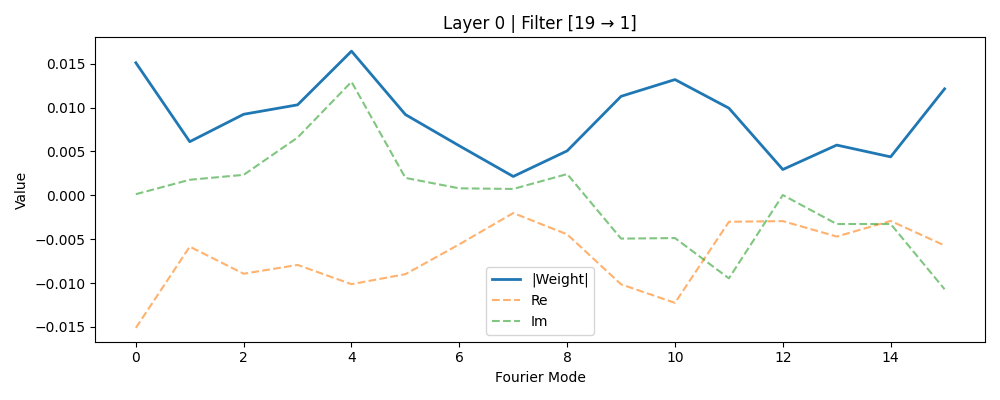 Layer 0 | Filter [19 → 1]
0.015
0.010
0.005
0.000
−0.005
−0.010
−0.015
Value
|Weight|
Re
Im
0 2 4 6 8 10 12 14
Fourier Mode